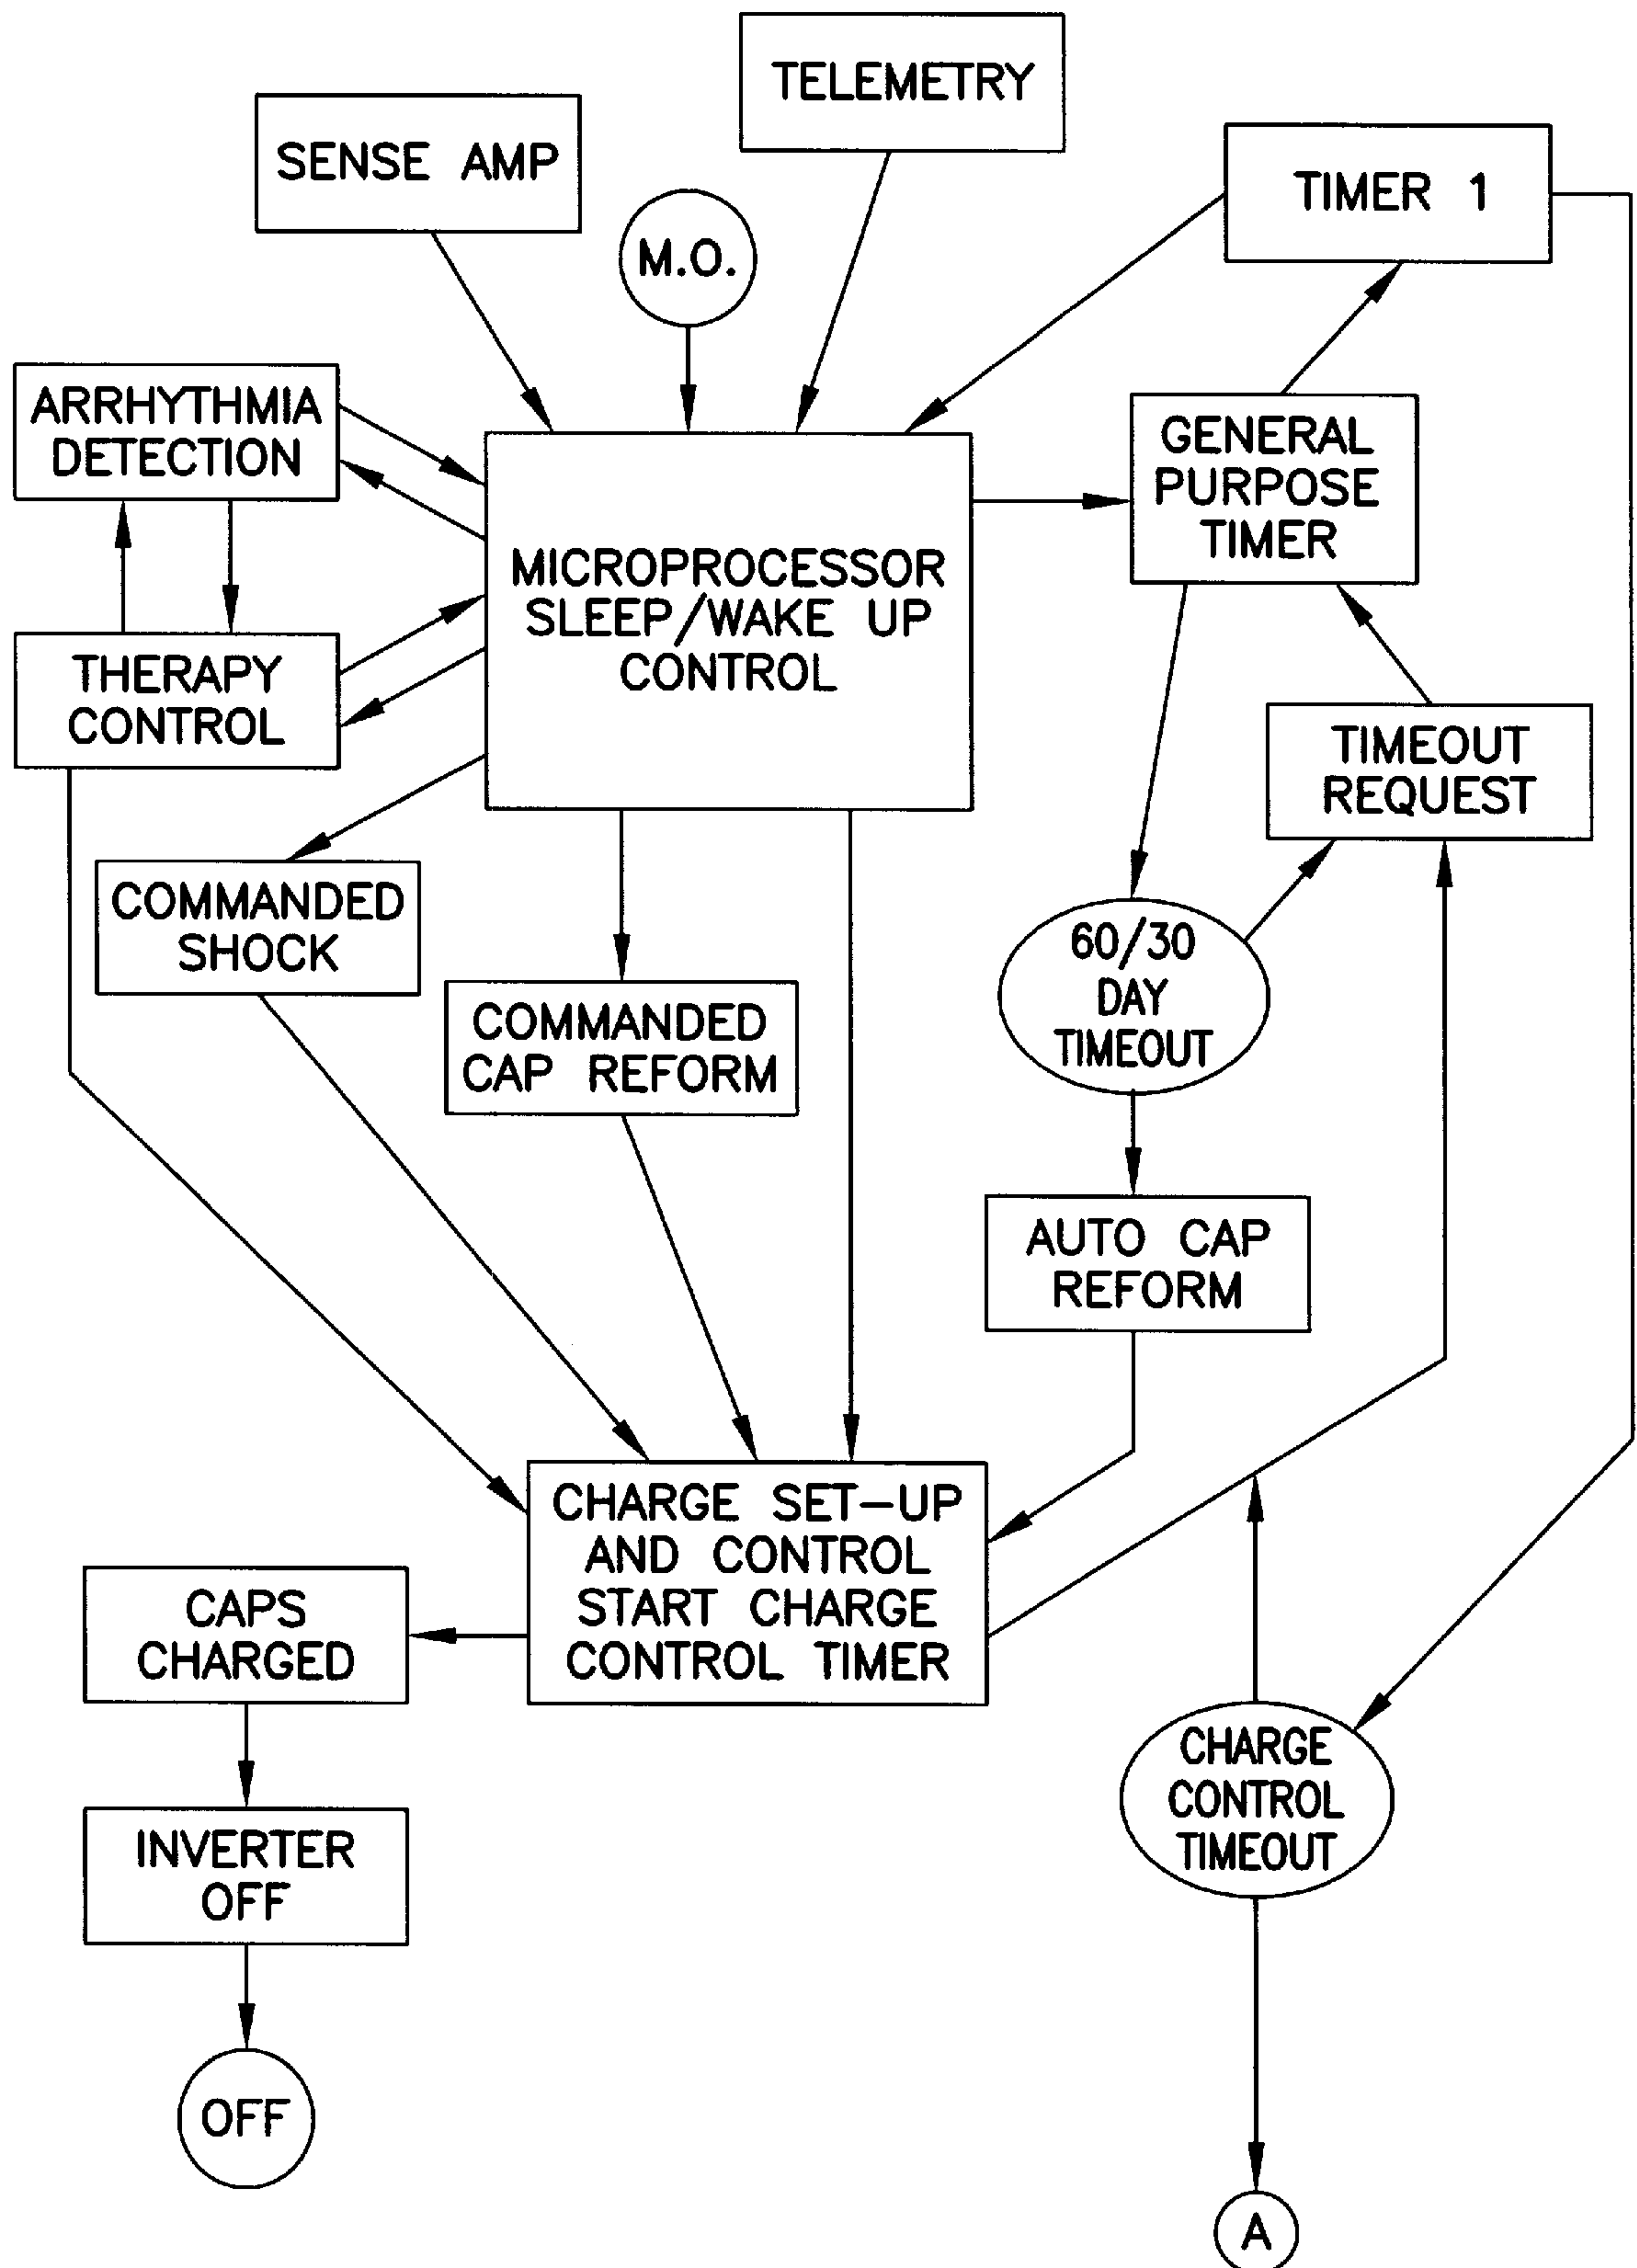 TELEMETRY
SENSE AMP
TIMER 1
M.O.
ARRHYTHMIA
DETECTION
GENERAL
PURPOSE
TIMER
MICROPROCESSOR
SLEEP/WAKE UP
CONTROL
THERAPY
CONTROL
TIMEOUT
REQUEST
COMMANDED
SHOCK
60/30
DAY
TIMEOUT
COMMANDED
CAP REFORM
AUTO CAP
REFORM
CHARGE SET-UP
AND CONTROL
START CHARGE
CONTROL TIMER
CAPS
CHARGED
CHARGE
CONTROL
TIMEOUT
INVERTER
OFF
OFF
A